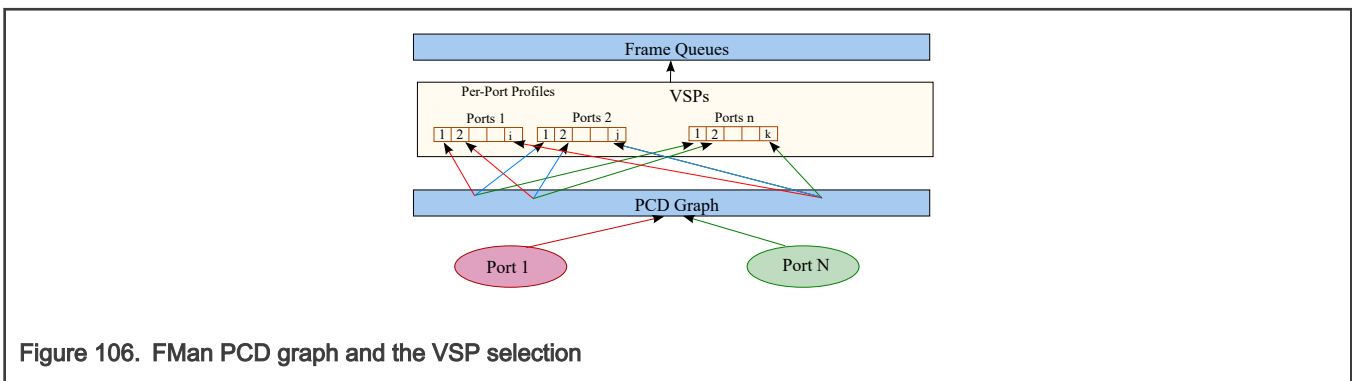 Frame Queues
Per-Port Profiles
VSPs
Ports 1
Ports 2
Ports n
1 2 i 1 2 j 1 2 k
PCD Graph
Port 1
Port N
Figure 106. FMan PCD graph and the VSP selection